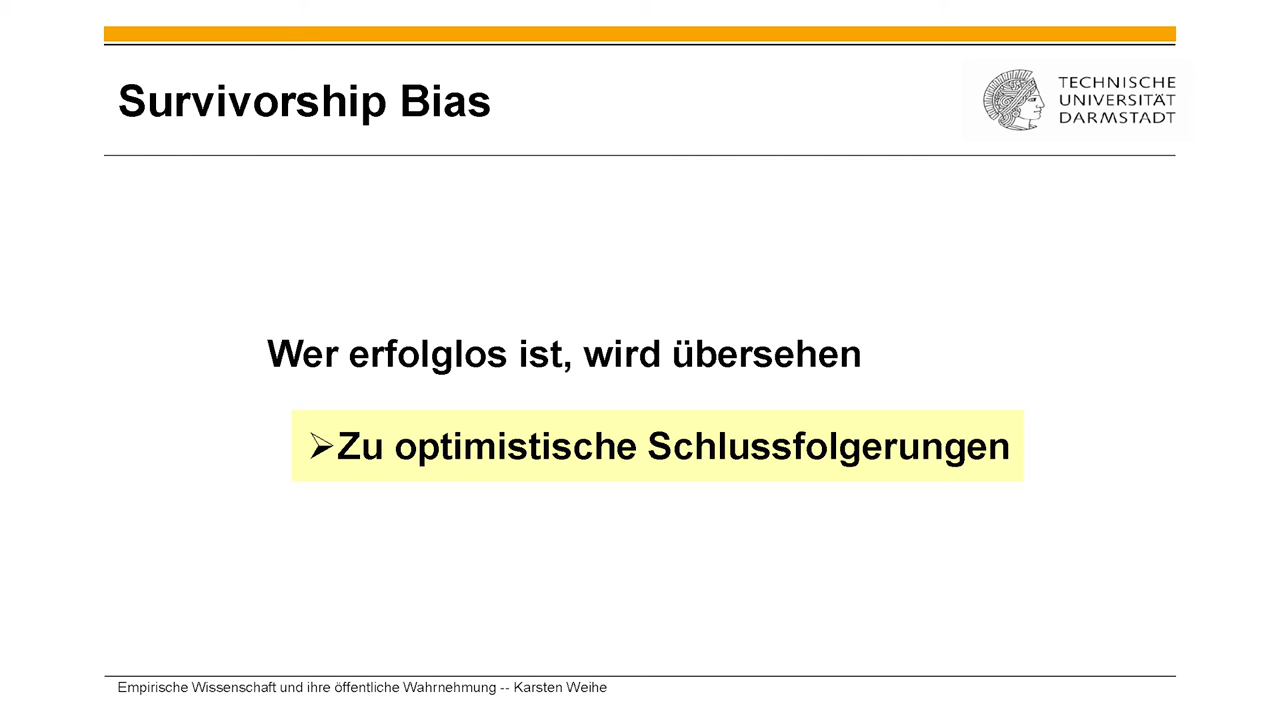 Survivorship Bias
TECHNISCHE
UNIVERSITÄT
DARMSTADT
Wer erfolglos ist, wird übersehen
➢Zu optimistische Schlussfolgerungen
Empirische Wissenschaft und ihre öffentliche Wahrnehmung -- Karsten Weihe